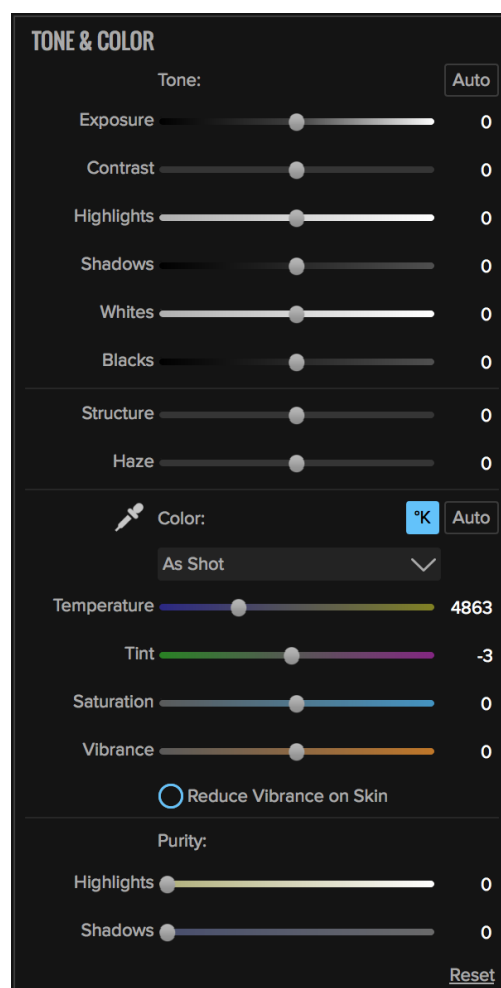 TONE & COLOR
Tone: Auto
Exposure 0
Contrast 0
Highlights 0
Shadows 0
Whites 0
Blacks 0
Structure 0
Haze 0
Color: °K Auto
As Shot
Temperature 4863
Tint -3
Saturation 0
Vibrance 0
Reduce Vibrance on Skin
Purity:
Highlights 0
Shadows 0
Reset